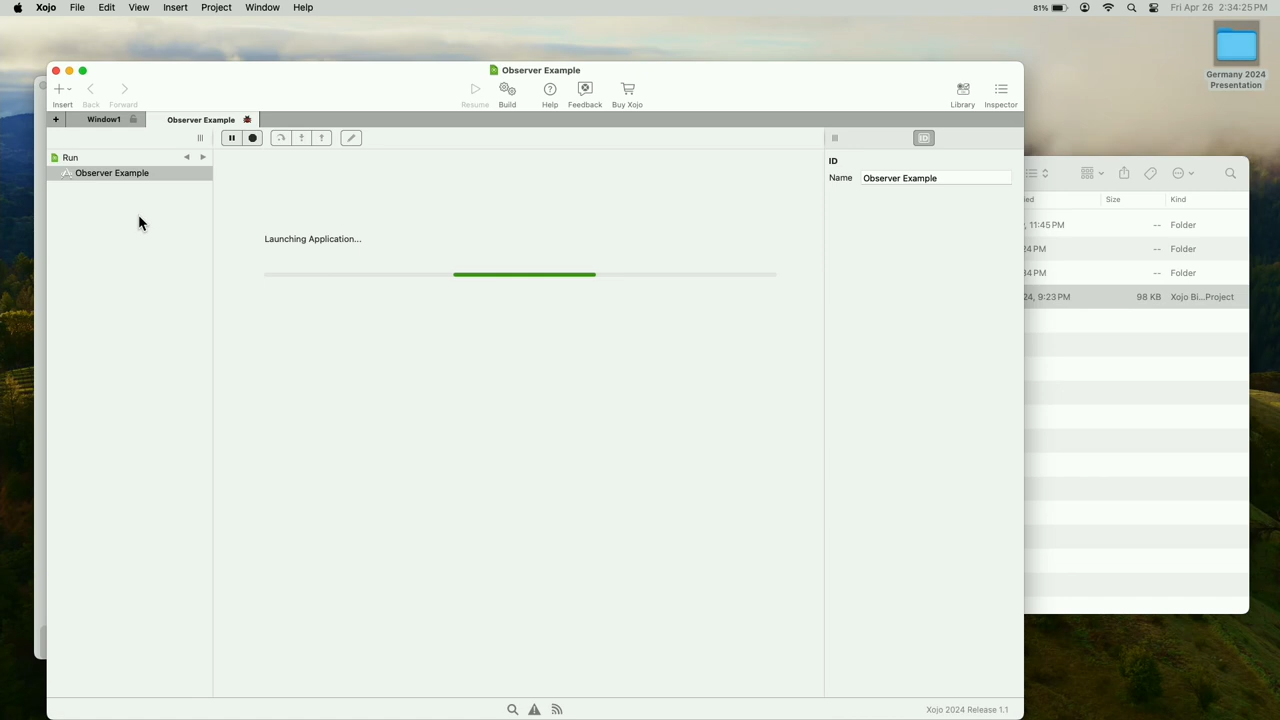 Xojo File Edit View Insert Project Window Help
81% Fri Apr 26 2:34:25 PM
Germany 2024
Presentation
Observer Example
Insert Back Forward Resume Build Help Feedback Buy Xojo Library Inspector
+ Window1 Observer Example
ID
Run
Observer Example
ID
Name Observer Example
Launching Application...
Size Kind
, 11:45 PM -- Folder
24 PM -- Folder
34 PM -- Folder
24, 9:23 PM 98 KB Xojo Bi...Project
Xojo 2024 Release 1.1